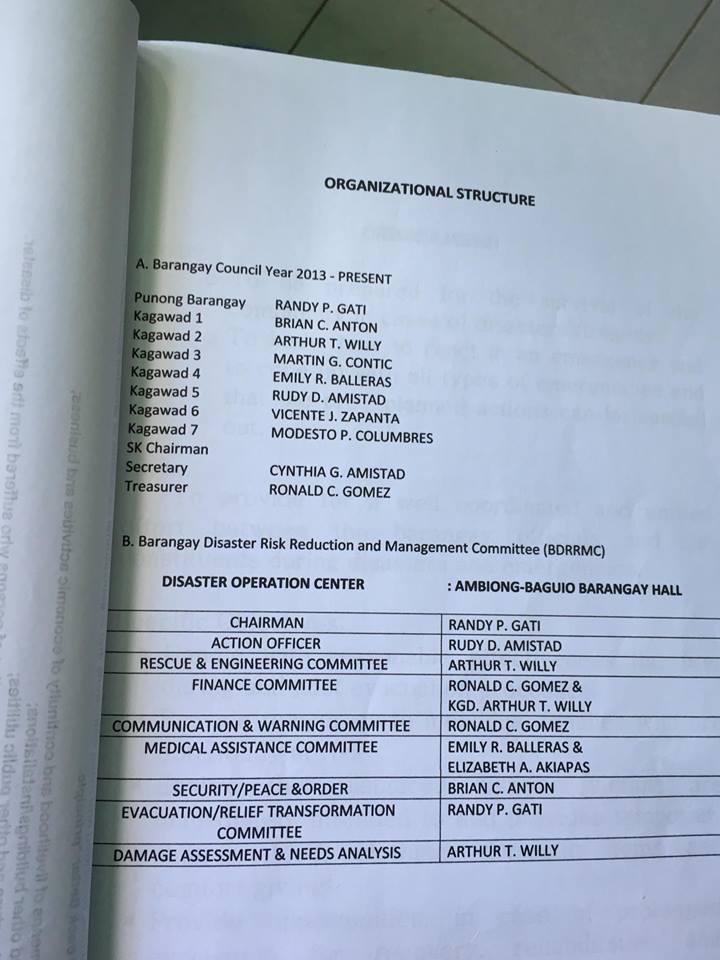 ORGANIZATIONAL STRUCTURE
A. Barangay Council Year 2013 - PRESENT
Punong Barangay RANDY P. GATI
Kagawad 1 BRIAN C. ANTON
Kagawad 2 ARTHUR T. WILLY
Kagawad 3 MARTIN G. CONTIC
Kagawad 4 EMILY R. BALLERAS
Kagawad 5 RUDY D. AMISTAD
Kagawad 6 VICENTE J. ZAPANTA
Kagawad 7 MODESTO P. COLUMBRES
SK Chairman
Secretary CYNTHIA G. AMISTAD
Treasurer RONALD C. GOMEZ
B. Barangay Disaster Risk Reduction and Management Committee (BDRRMC)
DISASTER OPERATION CENTER : AMBIONG-BAGUIO BARANGAY HALL
CHAIRMAN RANDY P. GATI
ACTION OFFICER RUDY D. AMISTAD
RESCUE & ENGINEERING COMMITTEE ARTHUR T. WILLY
FINANCE COMMITTEE RONALD C. GOMEZ &
KGD. ARTHUR T. WILLY
COMMUNICATION & WARNING COMMITTEE RONALD C. GOMEZ
MEDICAL ASSISTANCE COMMITTEE EMILY R. BALLERAS &
ELIZABETH A. AKIAPAS
SECURITY/PEACE &ORDER BRIAN C. ANTON
EVACUATION/RELIEF TRANSFORMATION RANDY P. GATI
COMMITTEE
DAMAGE ASSESSMENT & NEEDS ANALYSIS ARTHUR T. WILLY